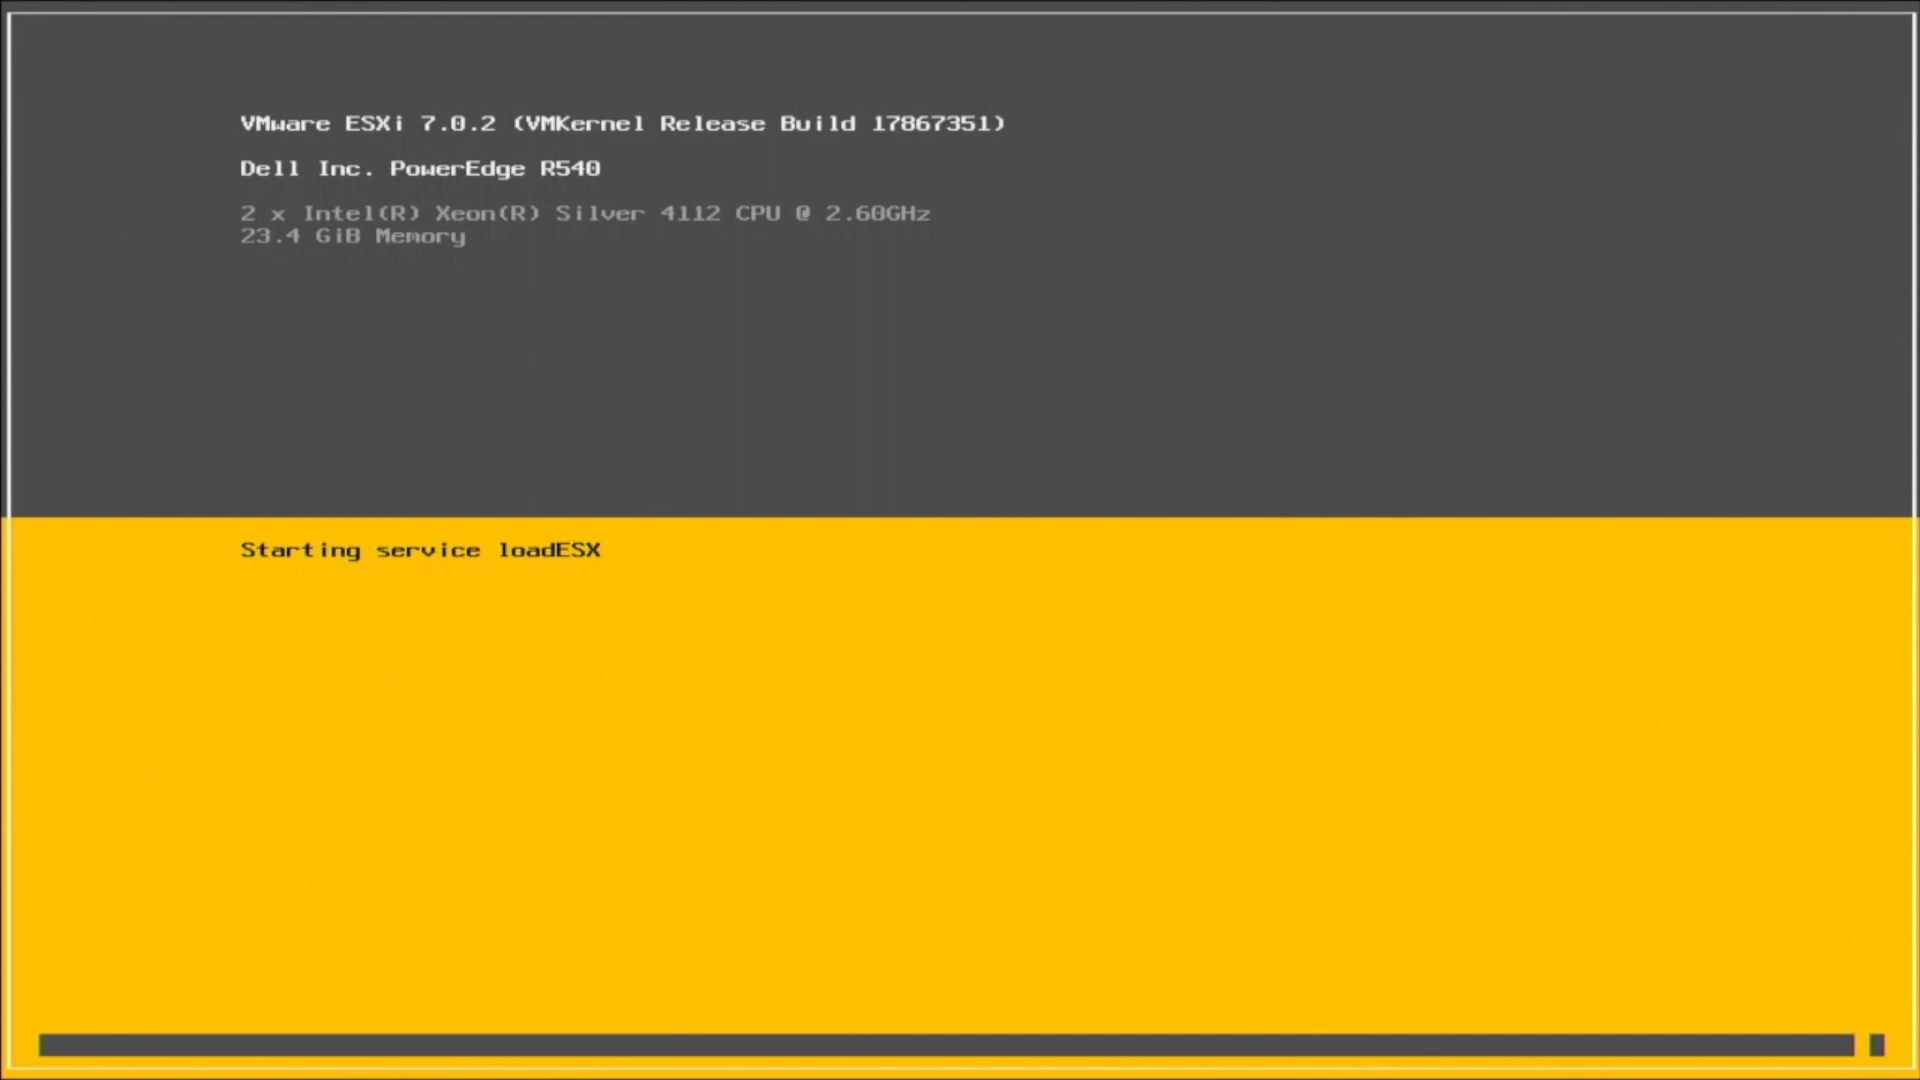 VMware ESXi 7.0.2 (VMKernel Release Build 17867351)
Dell Inc. PowerEdge R540
2 x Intel(R) Xeon(R) Silver 4112 CPU @ 2.60GHz
23.4 GiB Memory
Starting service loadESX